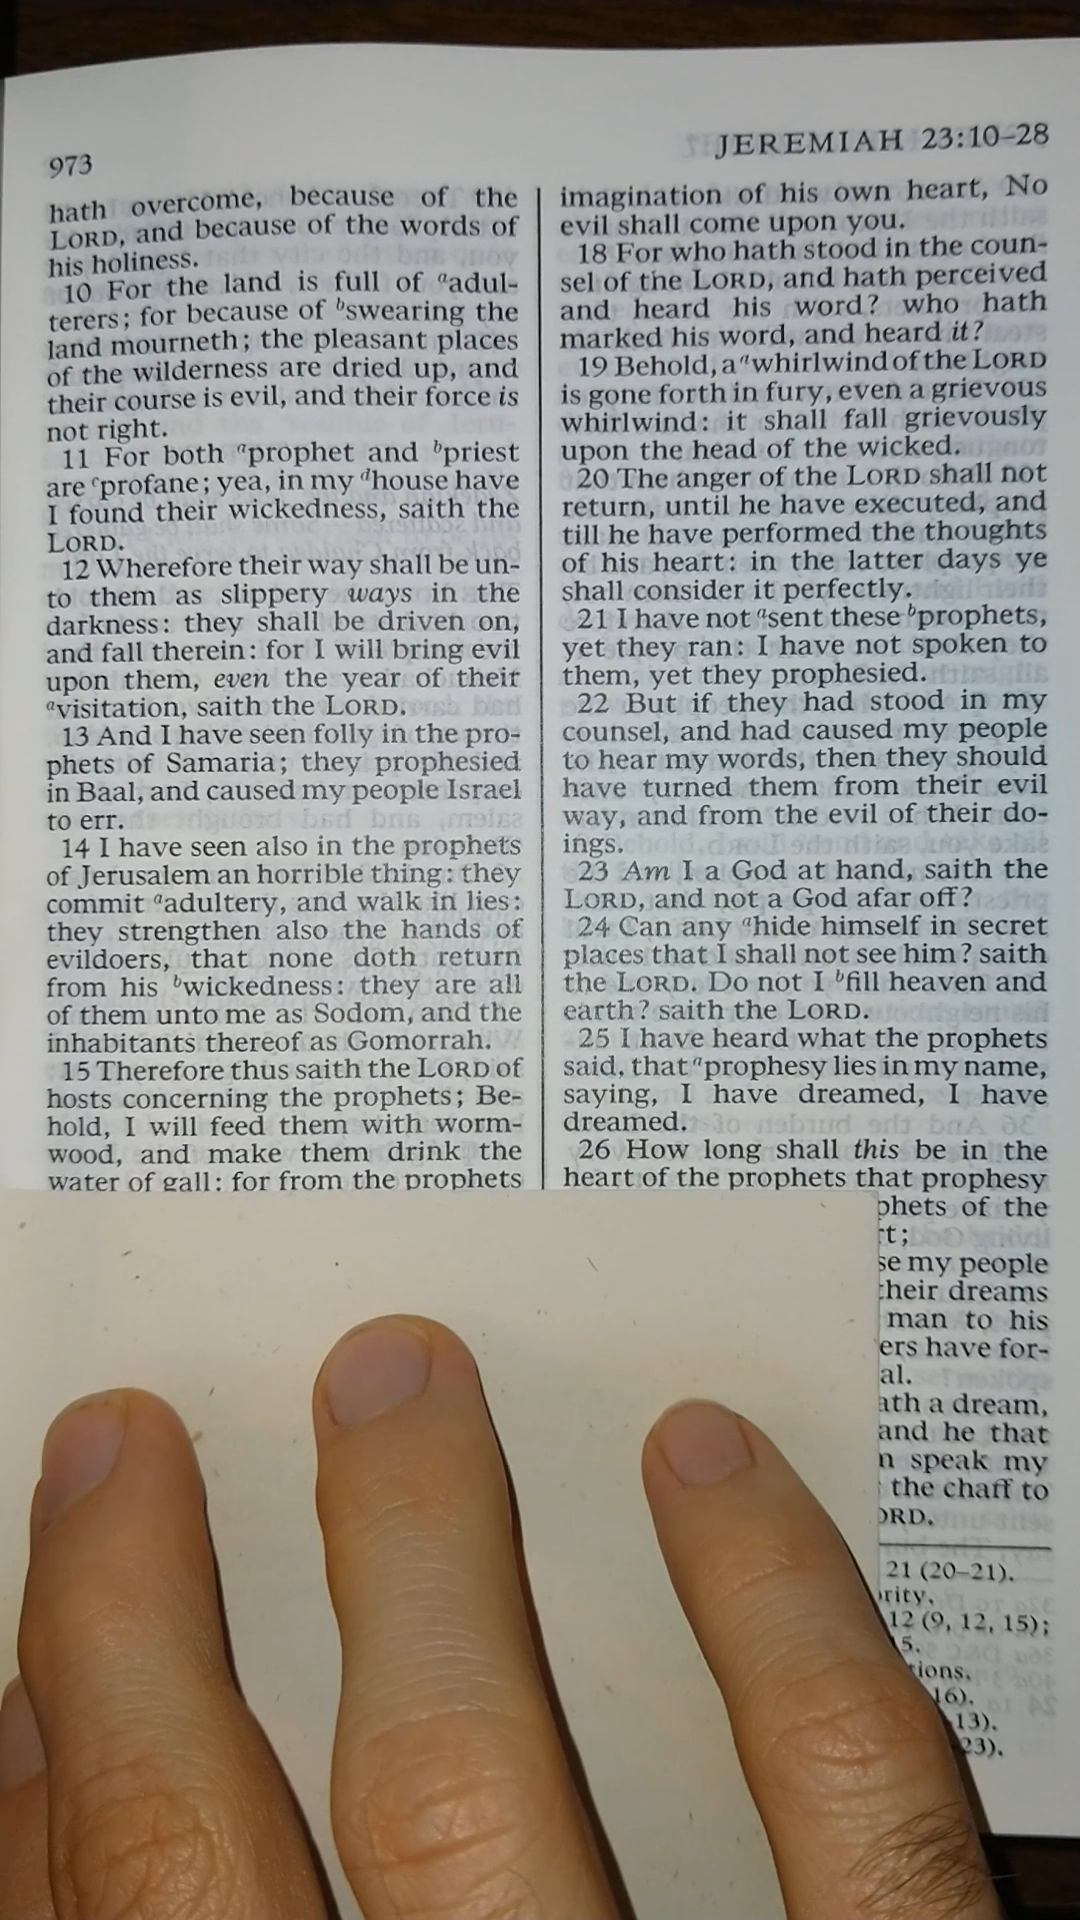 973
JEREMIAH 23:10–28
hath overcome, because of the
LORD, and because of the words of
his holiness.
10 For the land is full of ᵃadul-
terers; for because of ᵇswearing the
land mourneth; the pleasant places
of the wilderness are dried up, and
their course is evil, and their force is
not right.
11 For both ᵃprophet and ᵇpriest
are ᶜprofane; yea, in my ᵈhouse have
I found their wickedness, saith the
LORD.
12 Wherefore their way shall be un-
to them as slippery ways in the
darkness: they shall be driven on,
and fall therein: for I will bring evil
upon them, even the year of their
ᵃvisitation, saith the LORD.
13 And I have seen folly in the pro-
phets of Samaria; they prophesied
in Baal, and caused my people Israel
to err.
14 I have seen also in the prophets
of Jerusalem an horrible thing: they
commit ᵃadultery, and walk in lies:
they strengthen also the hands of
evildoers, that none doth return
from his ᵇwickedness: they are all
of them unto me as Sodom, and the
inhabitants thereof as Gomorrah.
15 Therefore thus saith the LORD of
hosts concerning the prophets; Be-
hold, I will feed them with worm-
wood, and make them drink the
water of gall: for from the prophets
imagination of his own heart, No
evil shall come upon you.
18 For who hath stood in the coun-
sel of the LORD, and hath perceived
and heard his word? who hath
marked his word, and heard it?
19 Behold, a ᵃwhirlwind of the LORD
is gone forth in fury, even a grievous
whirlwind: it shall fall grievously
upon the head of the wicked.
20 The anger of the LORD shall not
return, until he have executed, and
till he have performed the thoughts
of his heart: in the latter days ye
shall consider it perfectly.
21 I have not ᵃsent these ᵇprophets,
yet they ran: I have not spoken to
them, yet they prophesied.
22 But if they had stood in my
counsel, and had caused my people
to hear my words, then they should
have turned them from their evil
way, and from the evil of their do-
ings.
23 Am I a God at hand, saith the
LORD, and not a God afar off?
24 Can any ᵃhide himself in secret
places that I shall not see him? saith
the LORD. Do not I ᵇfill heaven and
earth? saith the LORD.
25 I have heard what the prophets
said, that ᵃprophesy lies in my name,
saying, I have dreamed, I have
dreamed.
26 How long shall this be in the
heart of the prophets that prophesy
phets of the
t;
se my people
their dreams
man to his
ers have for-
al.
ath a dream,
and he that
n speak my
the chaff to
ORD.
21 (20–21).
rity.
12 (9, 12, 15);
5.
tions.
16).
13).
23).